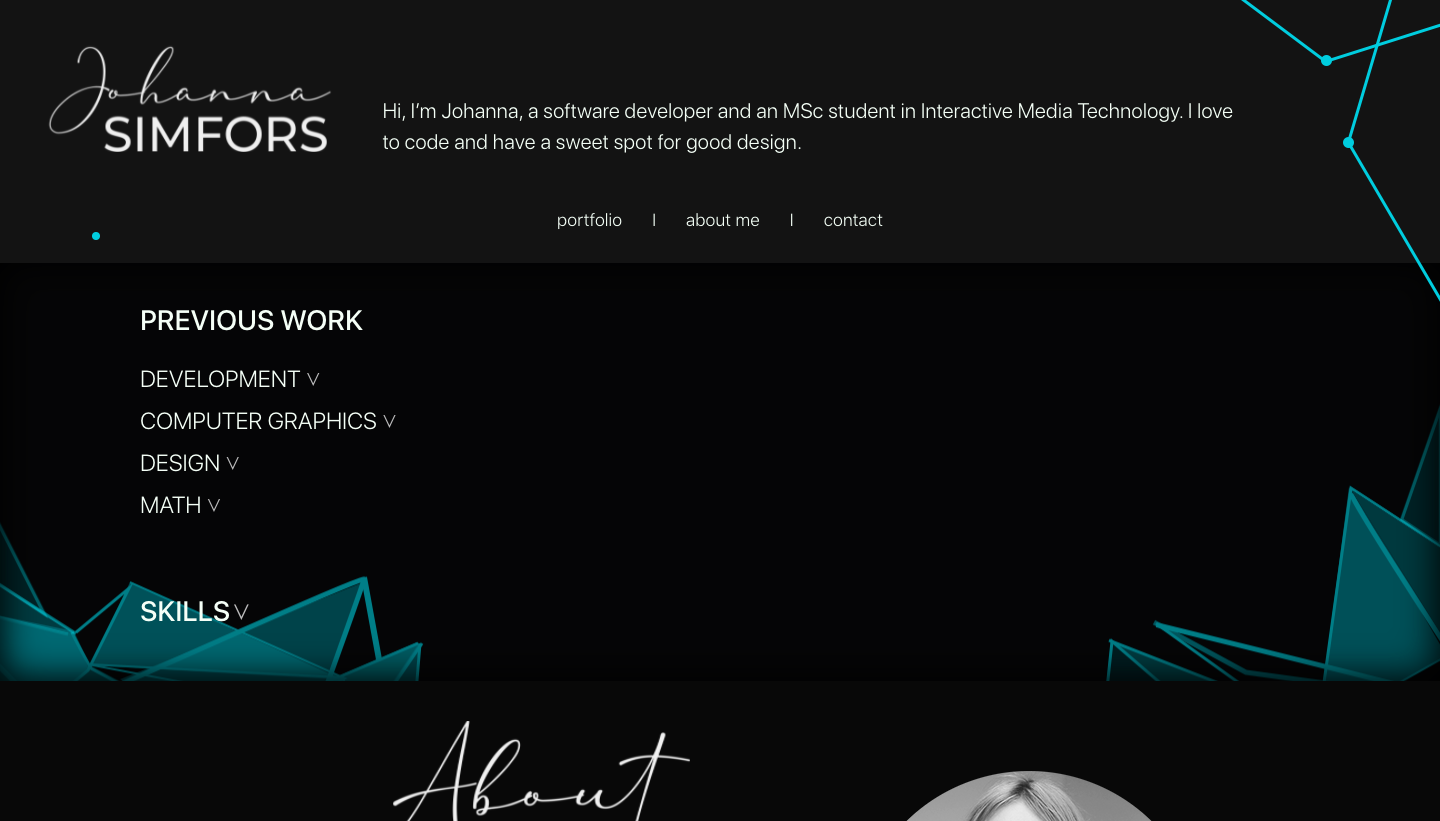 Johanna
SIMFORS
Hi, I’m Johanna, a software developer and an MSc student in Interactive Media Technology. I love
to code and have a sweet spot for good design.
portfolio | about me | contact
PREVIOUS WORK
DEVELOPMENT V
COMPUTER GRAPHICS V
DESIGN V
MATH V
SKILLS V
About